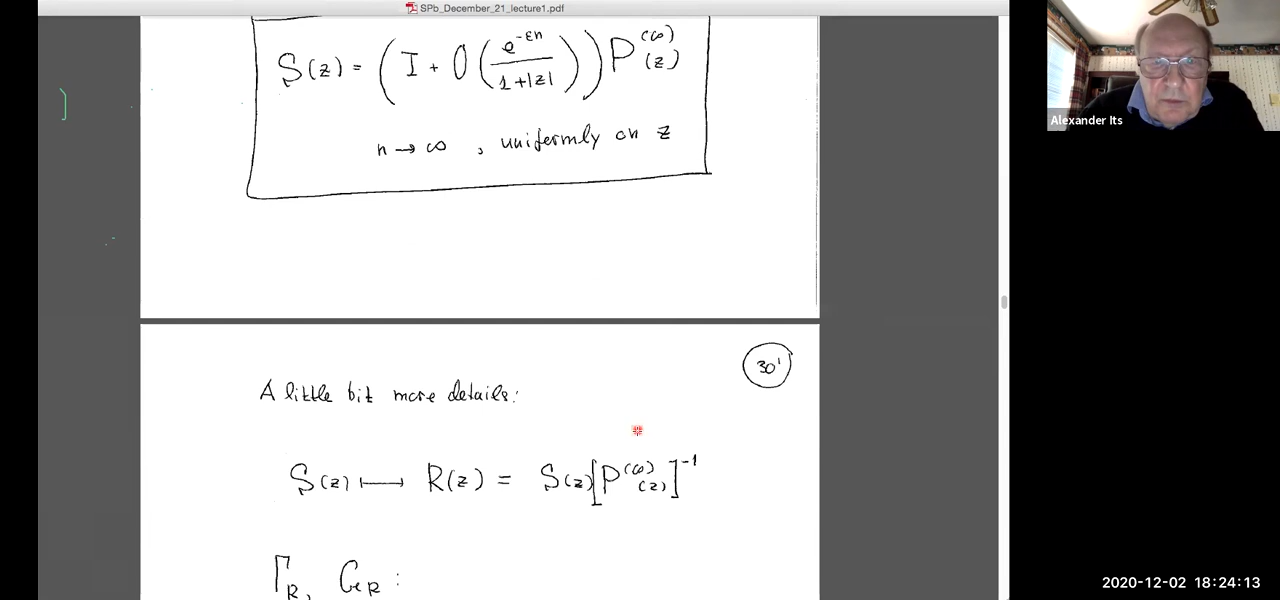 SPb_December_21_lecture1.pdf
S(z) = (I + O(e^{-εn}/(1+|z|))) P^{(∞)}(z)
n → ∞, uniformly on z
Alexander Its
30'
A little bit more details:
S(z) ⟼ R(z) = S(z)[P^{(∞)}(z)]^{-1}
Γ_R, G_R :
2020-12-02 18:24:13